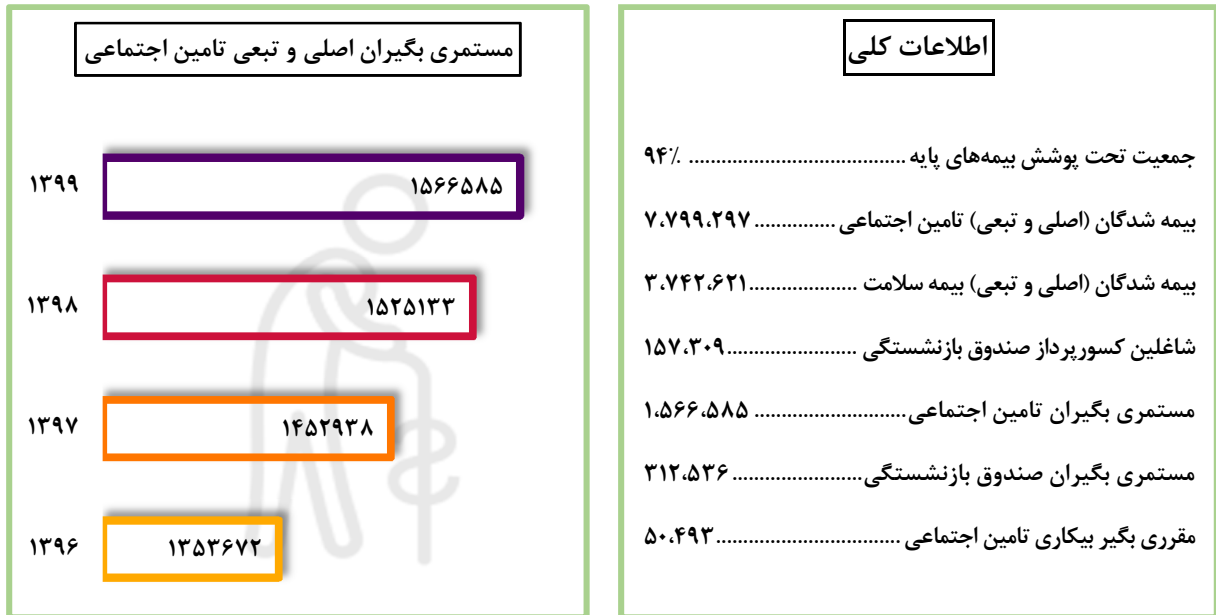 اطلاعات کلی
جمعیت تحت پوشش بیمه‌های پایه ........................................ ۹۴٪
بیمه شدگان (اصلی و تبعی) تامین اجتماعی ............... ۷،۷۹۹،۲۹۷
بیمه شدگان (اصلی و تبعی) بیمه سلامت ....................۳،۷۴۲،۶۲۱
شاغلین کسورپرداز صندوق بازنشستگی ........................۱۵۷،۳۰۹
مستمری بگیران تامین اجتماعی............................ ۱،۵۶۶،۵۸۵
مستمری بگیران صندوق بازنشستگی........................ ۳۱۲،۵۳۶
مقرری بگیر بیکاری تامین اجتماعی ..................................۵۰،۴۹۳
مستمری بگیران اصلی و تبعی تامین اجتماعی
۱۳۹۹ ۱۵۶۶۵۸۵
۱۳۹۸ ۱۵۲۵۱۳۳
۱۳۹۷ ۱۴۵۲۹۳۸
۱۳۹۶ ۱۳۵۳۶۷۲